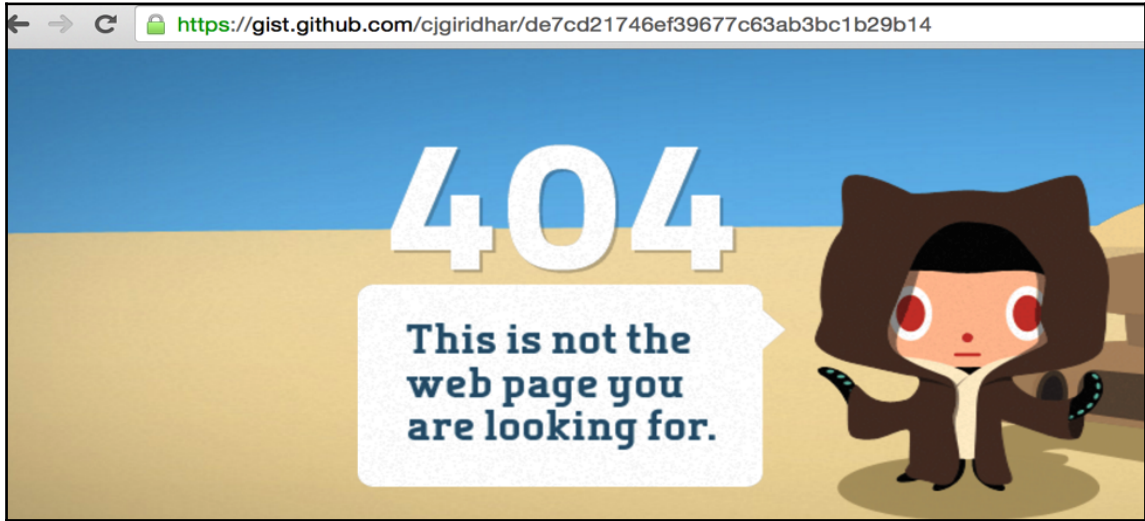 https://gist.github.com/cjgiridhar/de7cd21746ef39677c63ab3bc1b29b14
404
This is not the
web page you
are looking for.